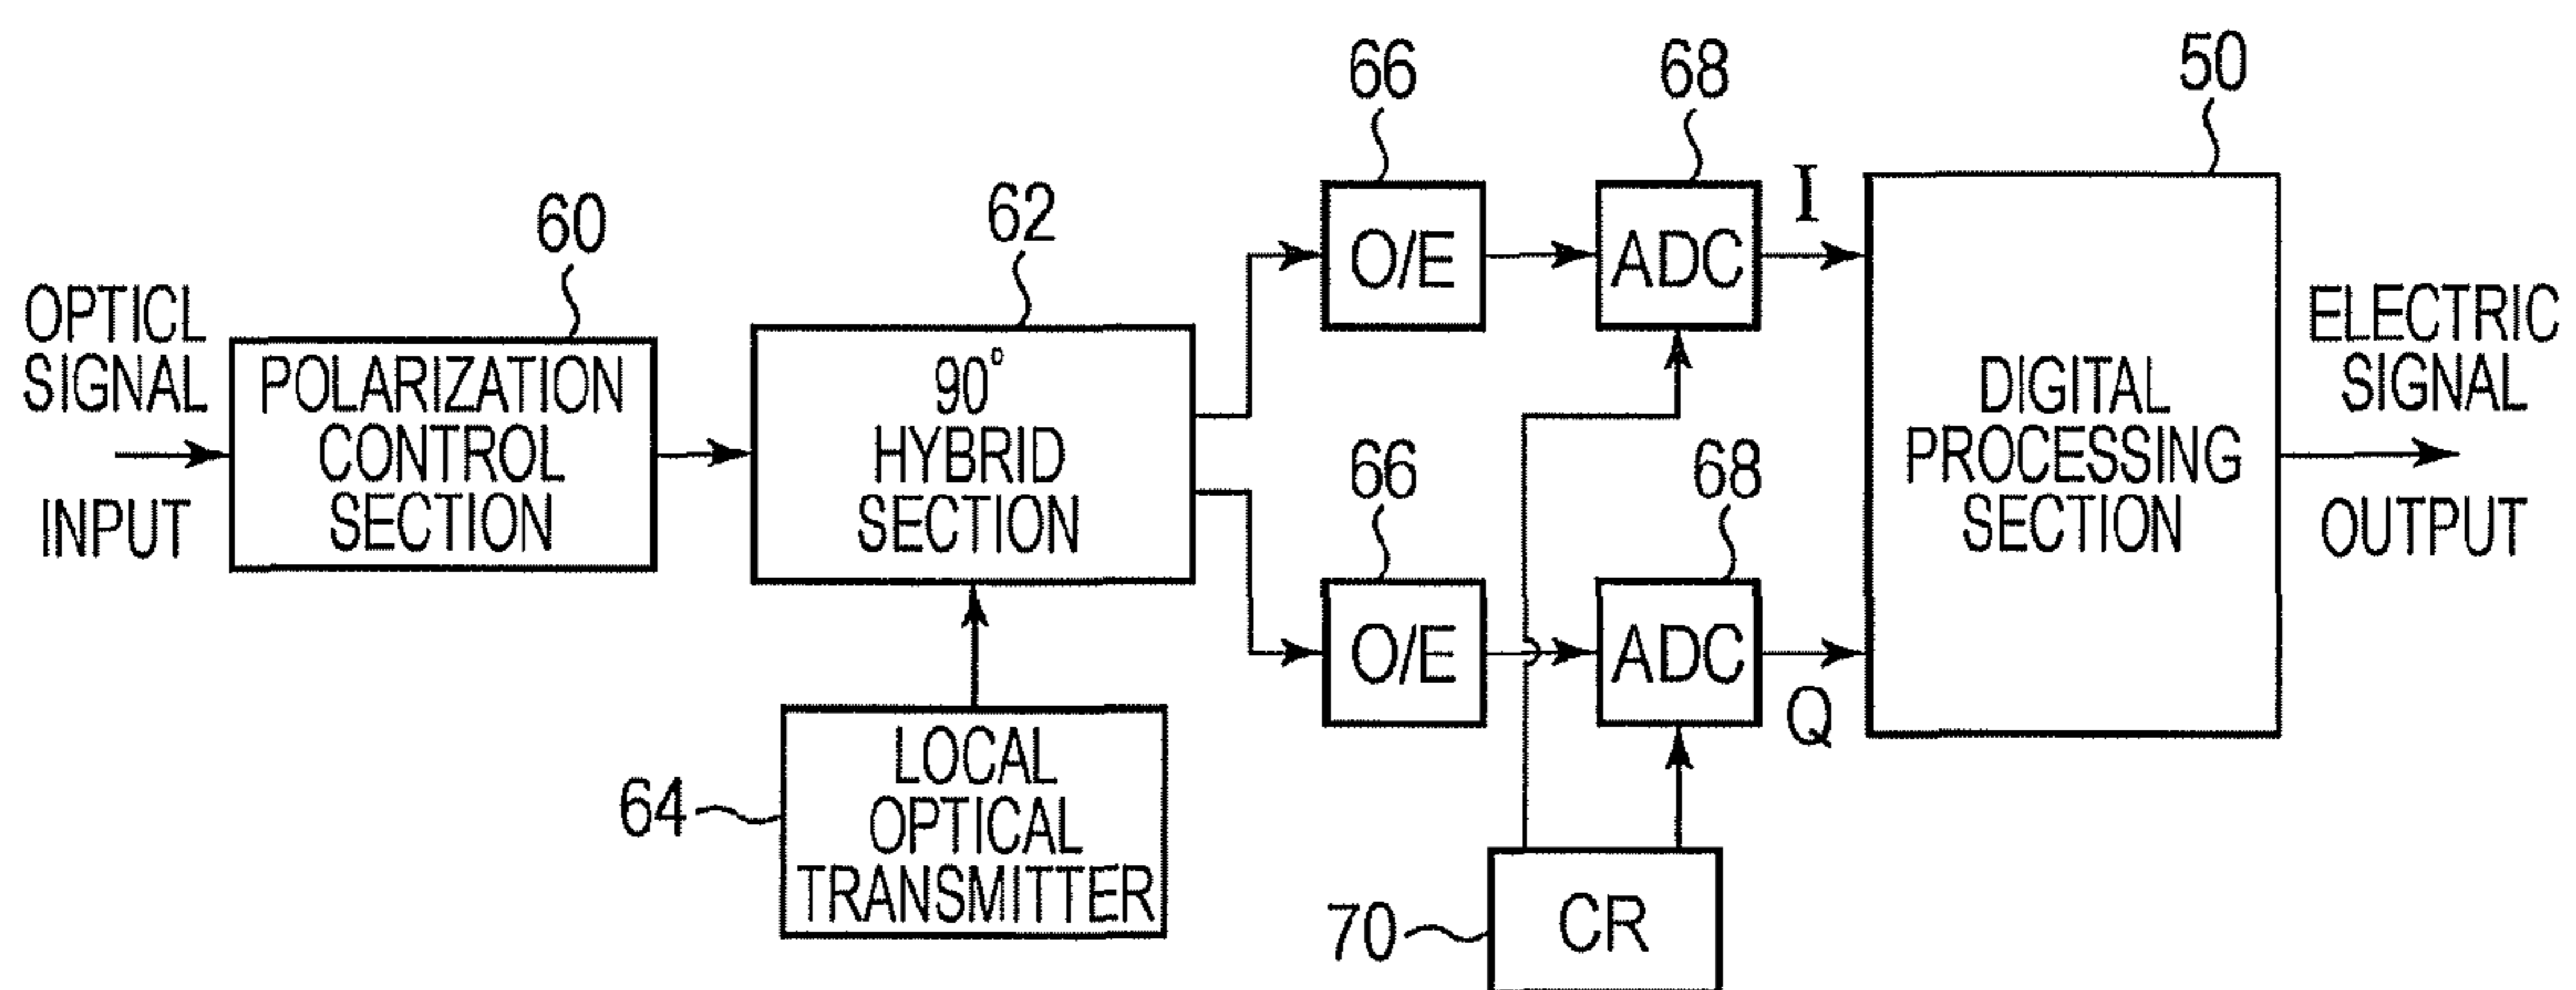 66
68
50
60
62
OPTICL
SIGNAL
INPUT
POLARIZATION
CONTROL
SECTION
90°
HYBRID
SECTION
64
LOCAL
OPTICAL
TRANSMITTER
O/E
ADC
I
66
68
O/E
ADC
Q
70
CR
DIGITAL
PROCESSING
SECTION
ELECTRIC
SIGNAL
OUTPUT